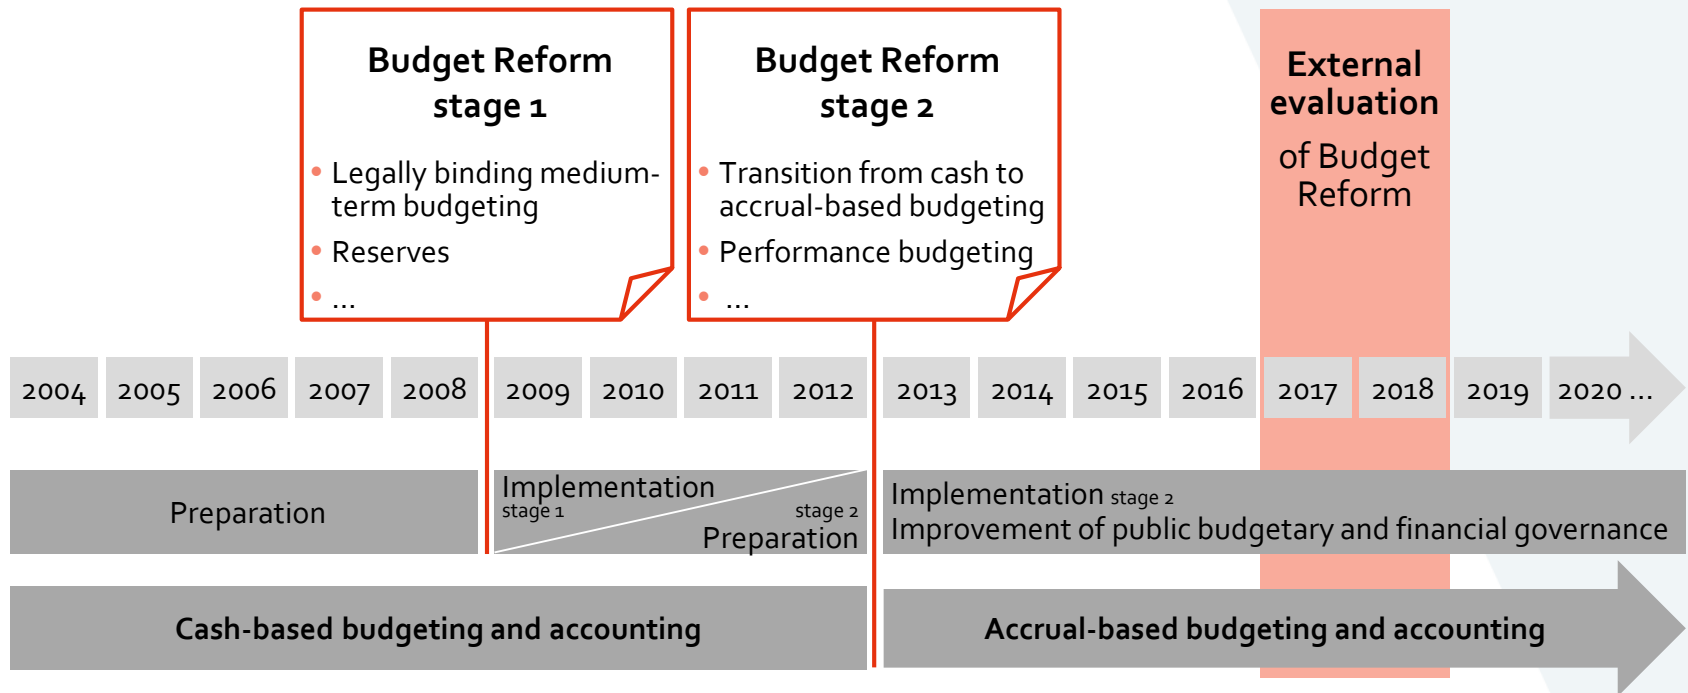 Budget Reform
stage 1
• Legally binding medium-
term budgeting
• Reserves
• ...
Budget Reform
stage 2
• Transition from cash to
accrual-based budgeting
• Performance budgeting
• ...
External
evaluation
of Budget
Reform
2004 2005 2006 2007 2008 2009 2010 2011 2012 2013 2014 2015 2016 2017 2018 2019 2020 ...
Preparation
Implementation
stage 1
stage 2
Preparation
Implementation stage 2
Improvement of public budgetary and financial governance
Cash-based budgeting and accounting
Accrual-based budgeting and accounting